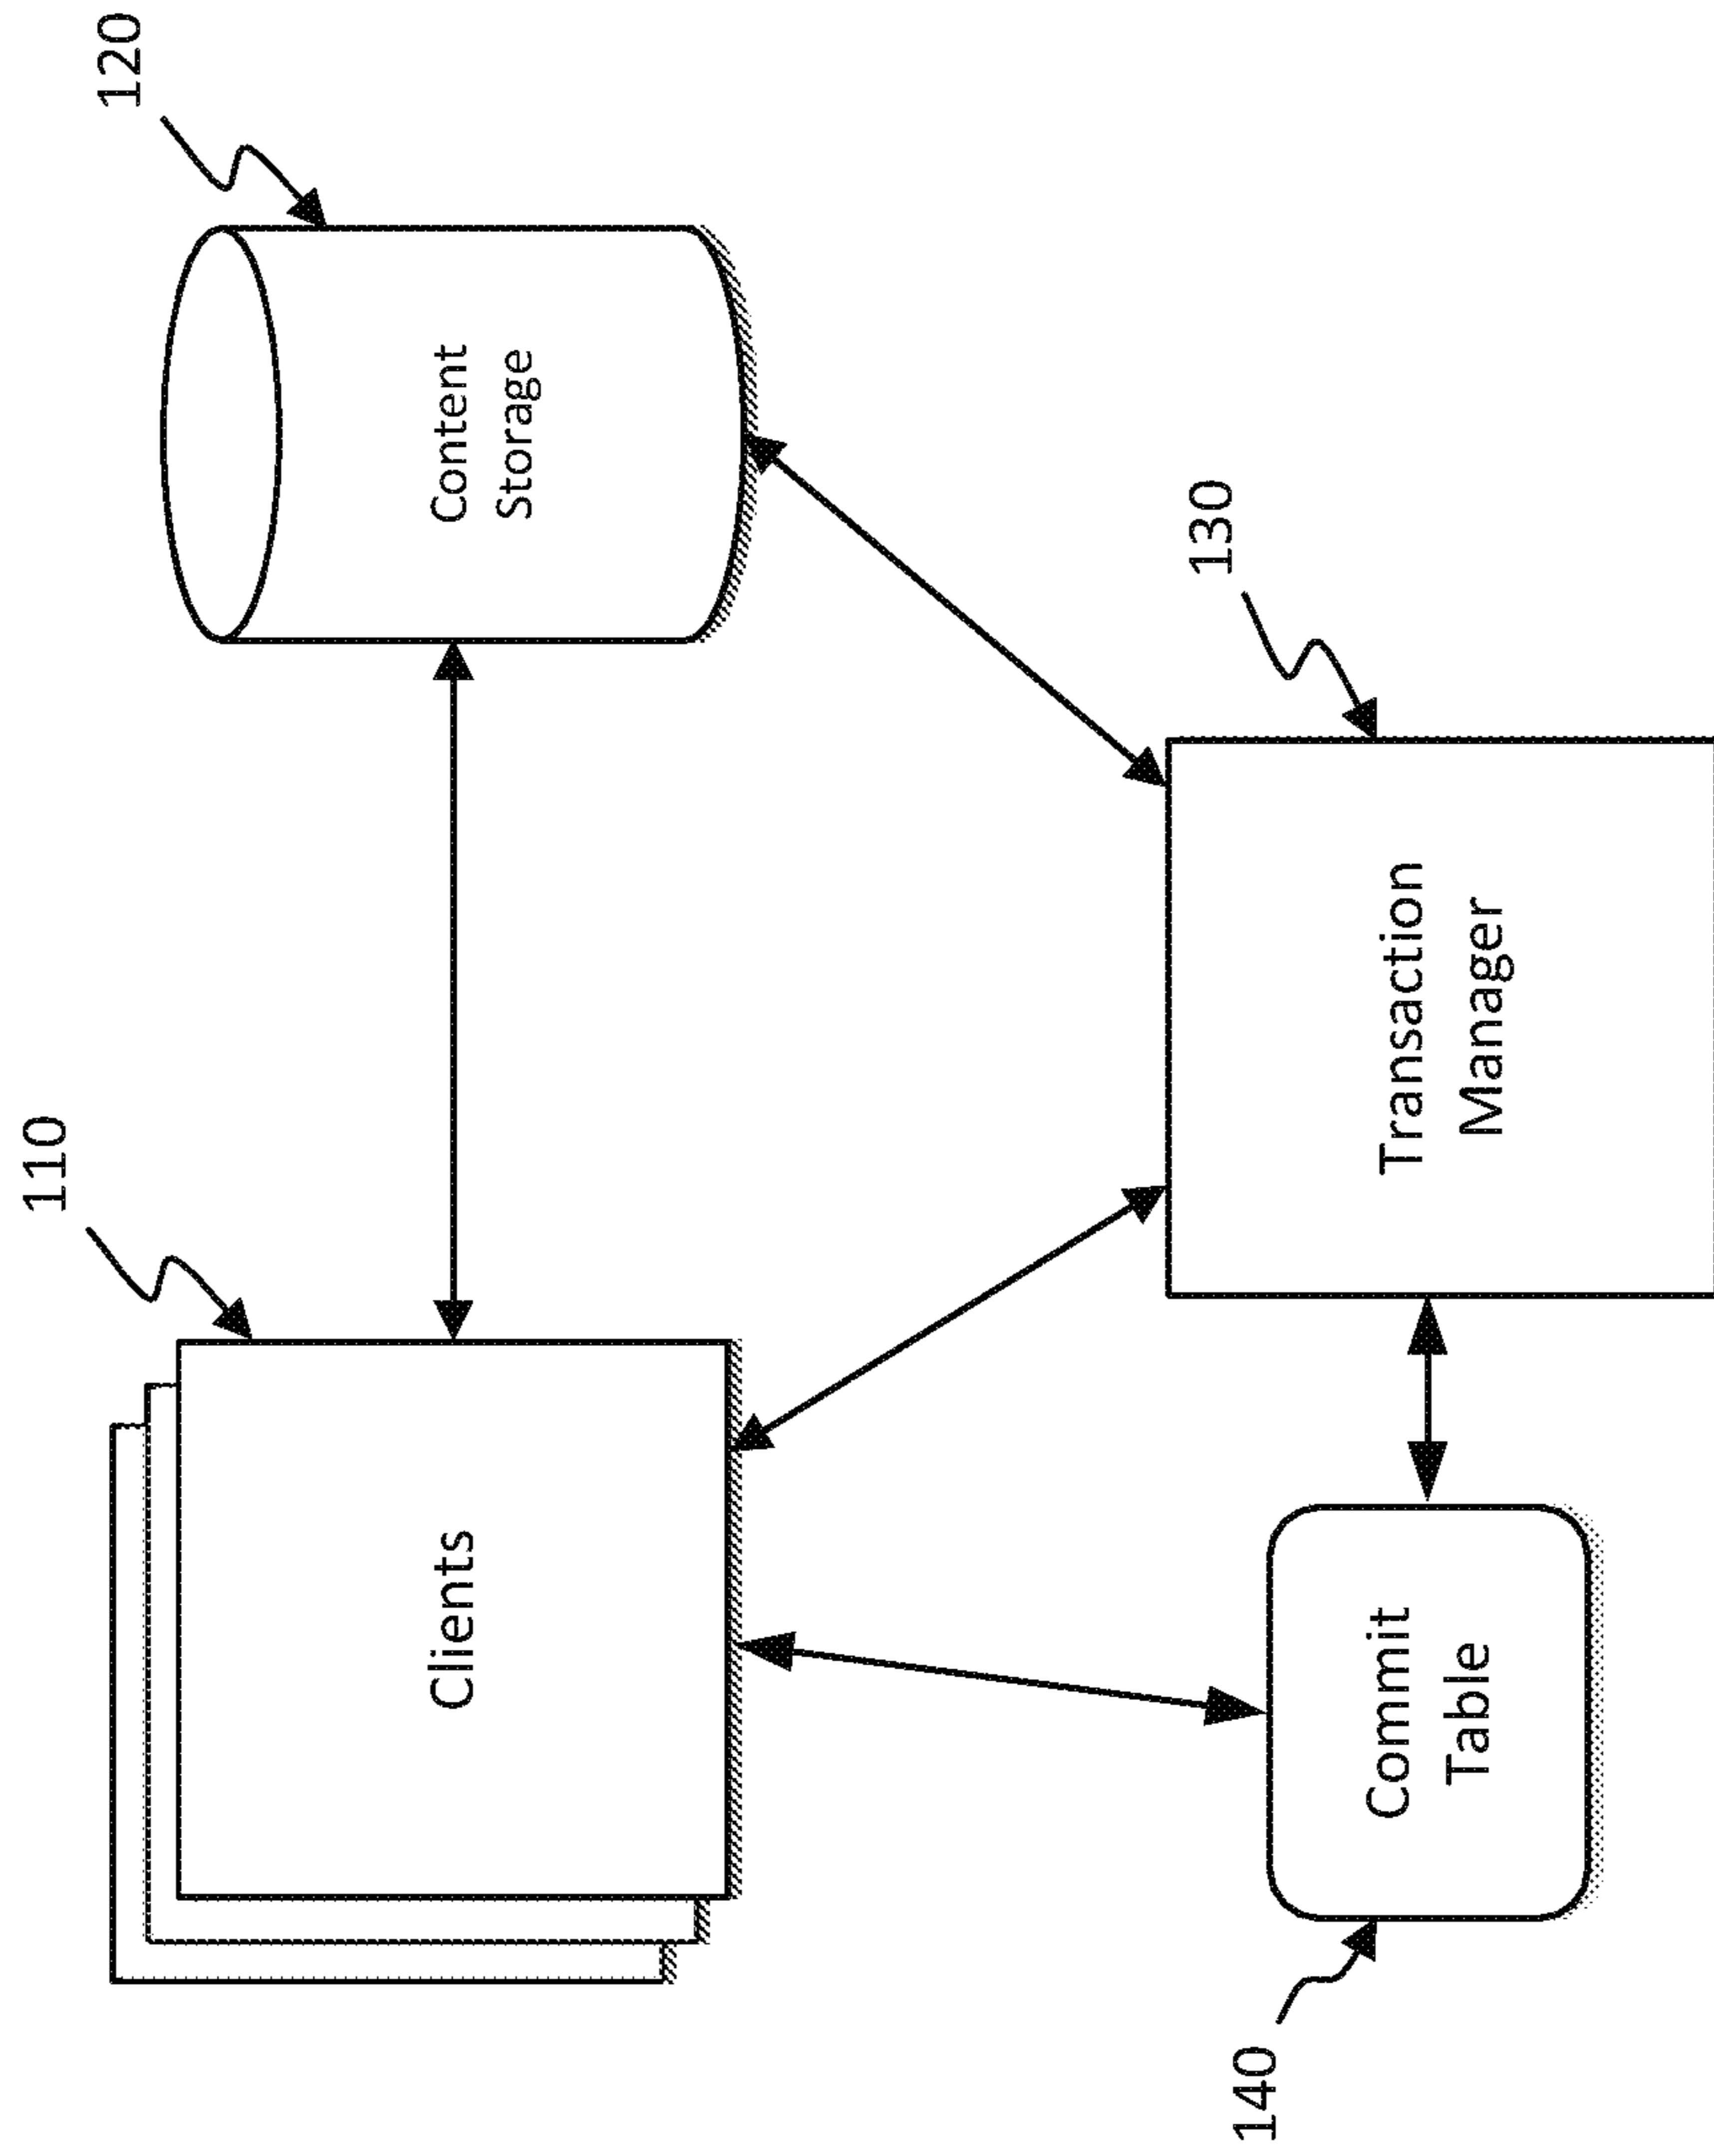 110
120
Clients
Content
Storage
130
140
Commit
Table
Transaction
Manager